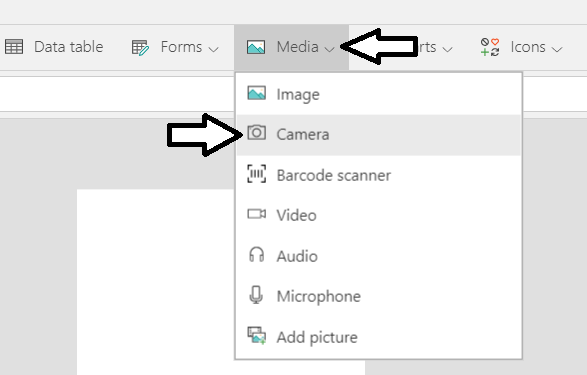 Data table Forms Media rts Icons
Image
Camera
Barcode scanner
Video
Audio
Microphone
Add picture